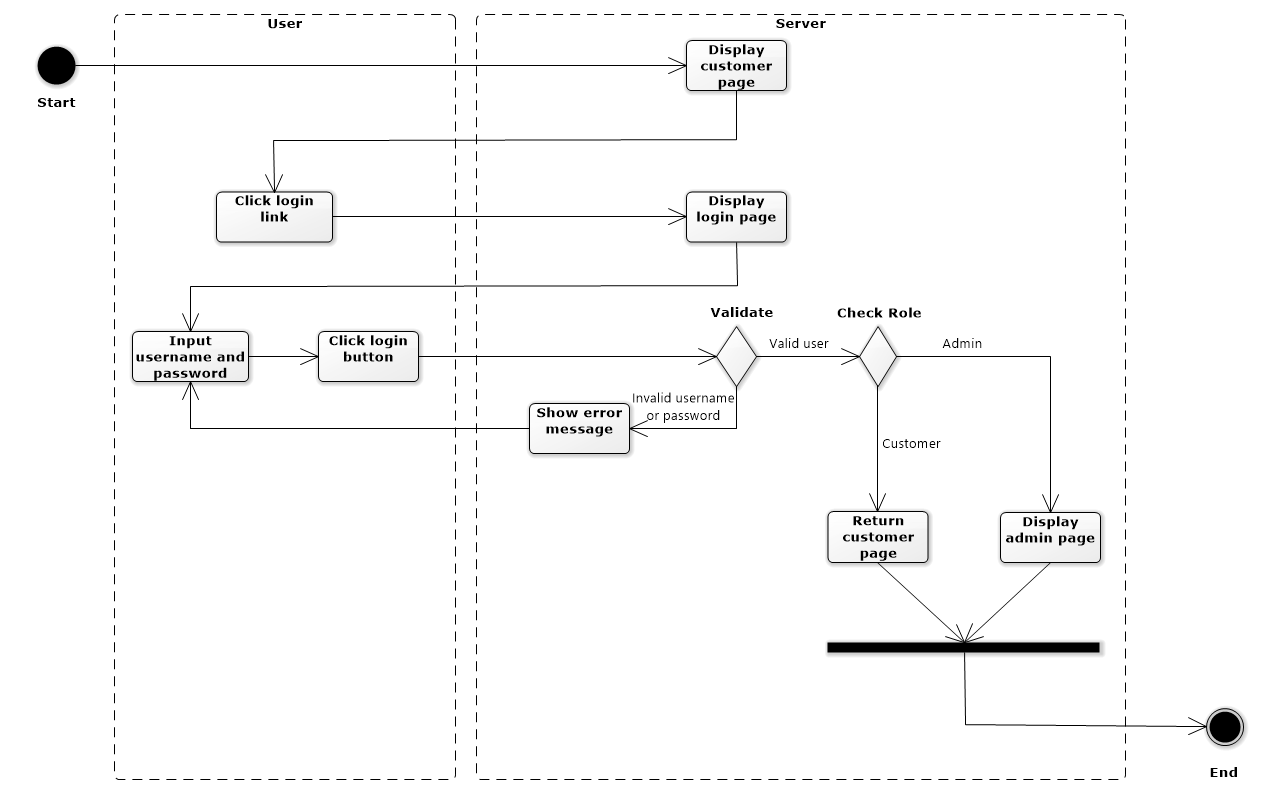 User
Server
Display
customer
page
Start
Click login
link
Display
login page
Validate
Check Role
Input
username and
password
Click login
button
Valid user
Admin
Invalid username
or password
Show error
message
Customer
Return
customer
page
Display
admin page
End